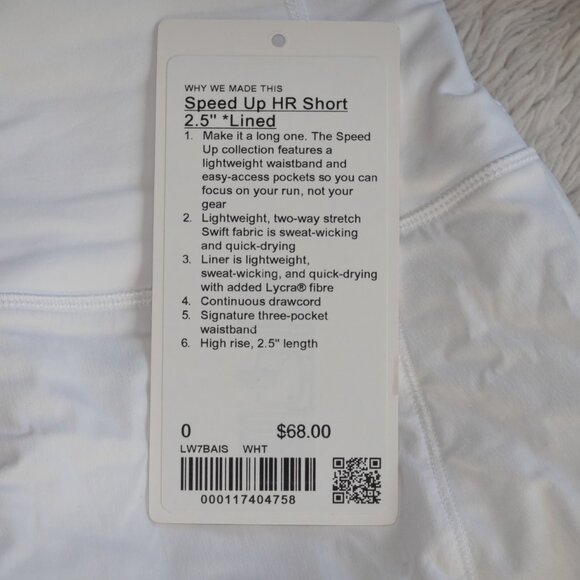 WHY WE MADE THIS
Speed Up HR Short
2.5" *Lined
1. Make it a long one. The Speed
Up collection features a
lightweight waistband and
easy-access pockets so you can
focus on your run, not your
gear
2. Lightweight, two-way stretch
Swift fabric is sweat-wicking
and quick-drying
3. Liner is lightweight,
sweat-wicking, and quick-drying
with added Lycra® fibre
4. Continuous drawcord
5. Signature three-pocket
waistband
6. High rise, 2.5" length
0 $68.00
LW7BAIS WHT
000117404758